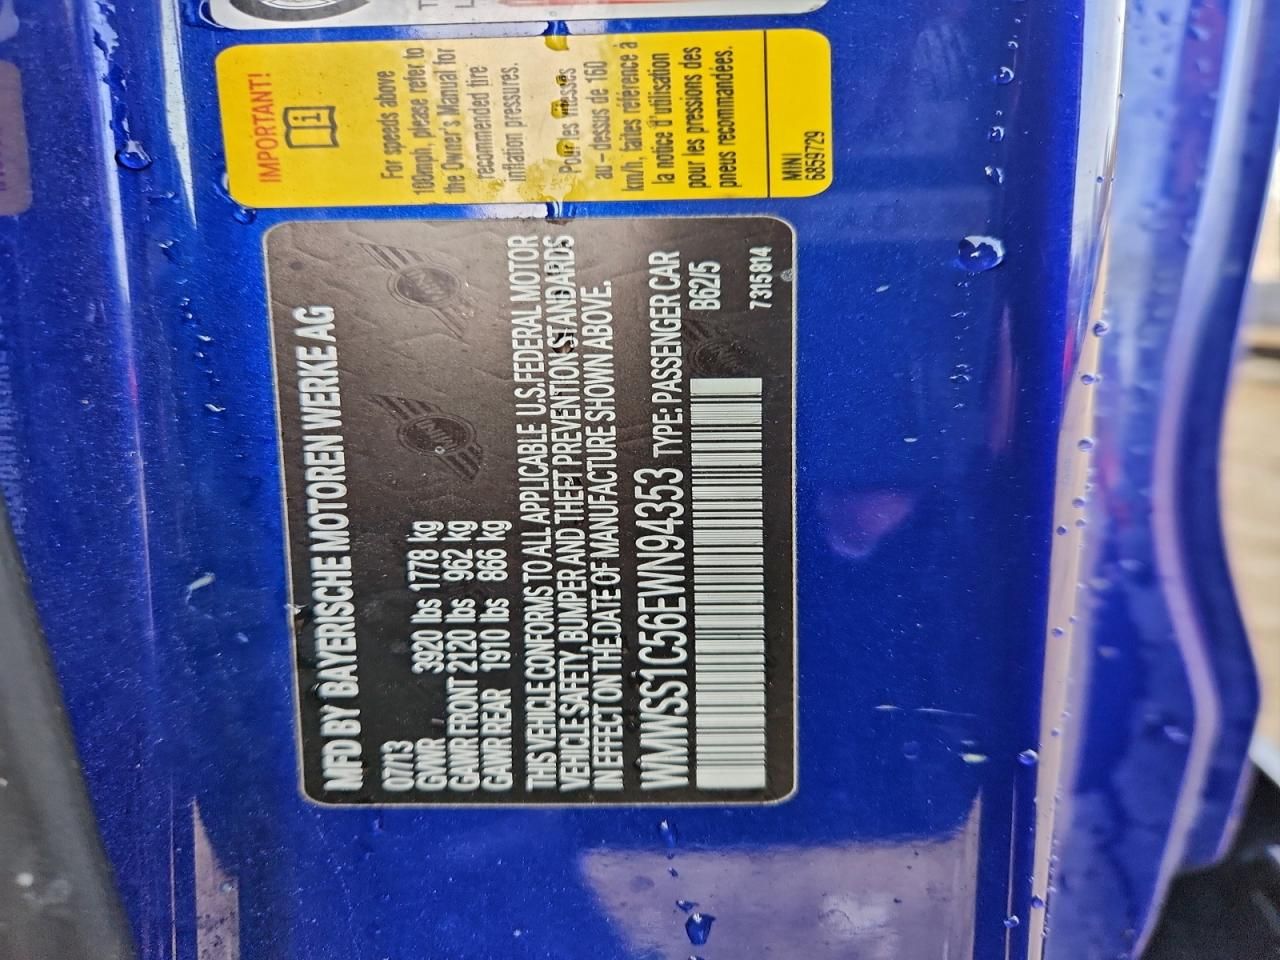 IMPORTANT!
For speeds above
100mph, please refer to
the Owner's Manual for
recommended tire
inflation pressures.
Pour les vitesses
au - dessus de 160
km/h, faites référence à
la notice d'utilisation
pour les pressions des
pneus recommandées.
MINI
6859729
MFD BY BAYERISCHE MOTOREN WERKE AG
07/13
GVWR 3920 lbs 1778 kg
GAWR FRONT 2120 lbs 962 kg
GAWR REAR 1910 lbs 866 kg
THIS VEHICLE CONFORMS TO ALL APPLICABLE U.S. FEDERAL MOTOR
VEHICLE SAFETY, BUMPER AND THEFT PREVENTION STANDARDS
IN EFFECT ON THE DATE OF MANUFACTURE SHOWN ABOVE.
WMWSS1C56EWN94353 TYPE: PASSENGER CAR
B62/5
7315814